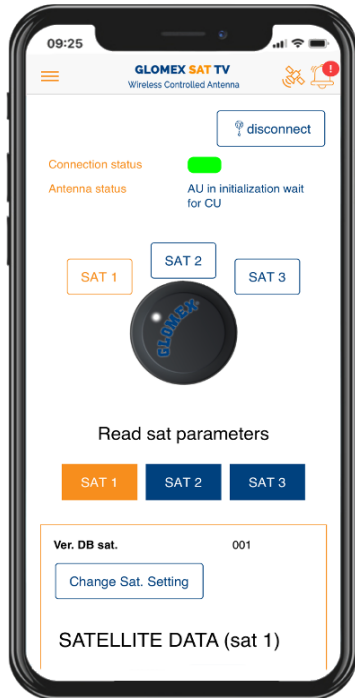 09:25
GLOMEX SAT TV
Wireless Controlled Antenna
!
disconnect
Connection status
Antenna status AU in initialization wait
for CU
SAT 1 SAT 2 SAT 3
GLOMEX
Read sat parameters
SAT 1 SAT 2 SAT 3
Ver. DB sat. 001
Change Sat. Setting
SATELLITE DATA (sat 1)